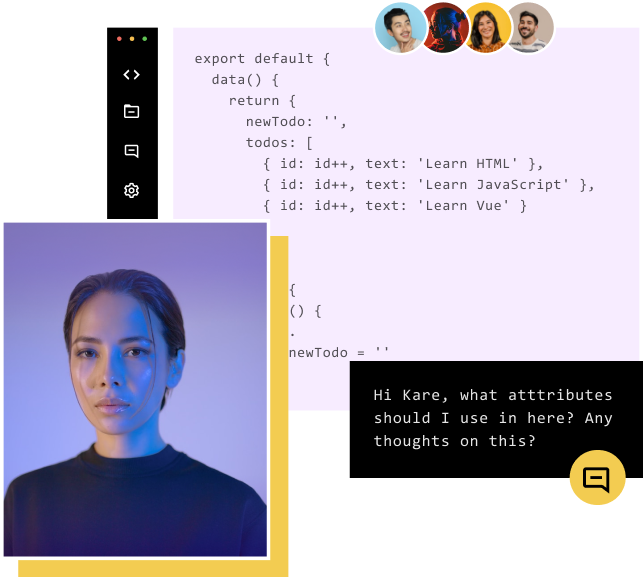 export default {
data() {
return {
newTodo: '',
todos: [
{ id: id++, text: 'Learn HTML' },
{ id: id++, text: 'Learn JavaScript' },
{ id: id++, text: 'Learn Vue' }
{
() {
.
newTodo = ''
Hi Kare, what atttributes
should I use in here? Any
thoughts on this?